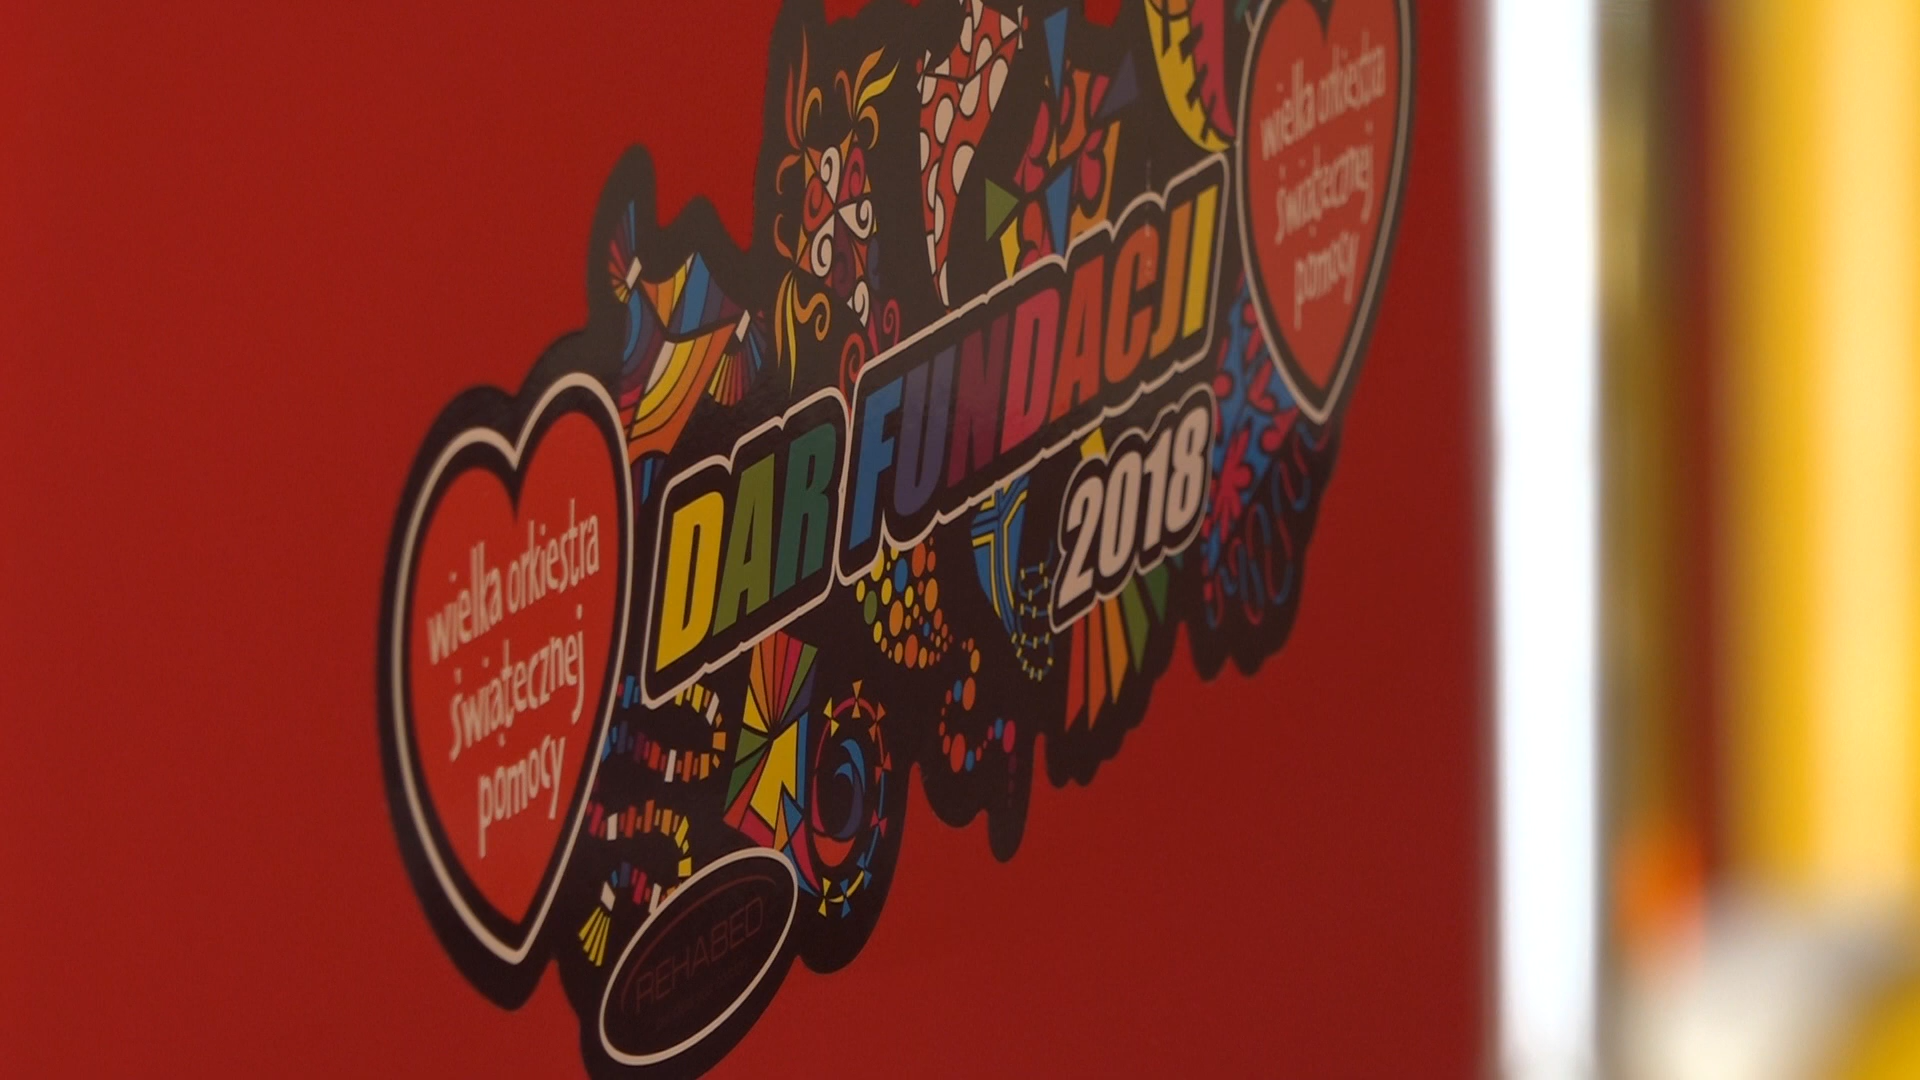 wielka orkiestra
świątecznej
pomocy
DAR FUNDACJI
2018
wielka orkiestra
świątecznej
pomocy
REHABED